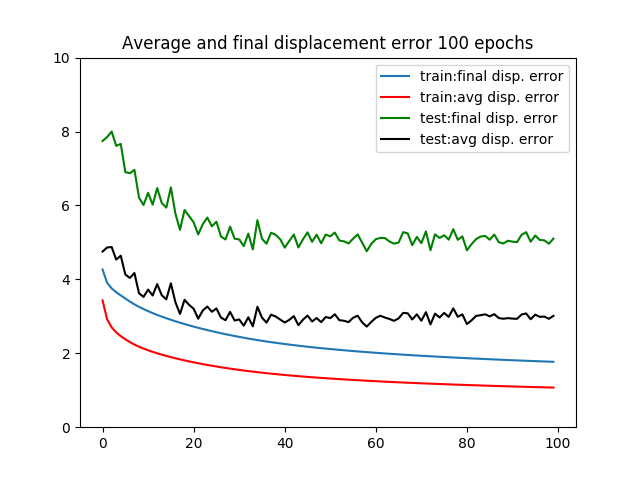 Average and final displacement error 100 epochs
train:final disp. error
train:avg disp. error
test:final disp. error
test:avg disp. error
10
8
6
4
2
0
0 20 40 60 80 100